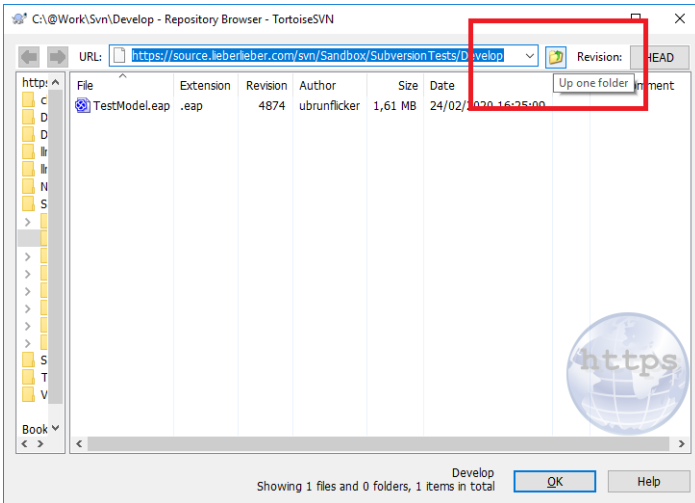 C:\@Work\Svn\Develop - Repository Browser - TortoiseSVN
URL: https://source.lieberlieber.com/svn/Sandbox/SubversionTests/Develop Revision: HEAD
Up one folder
https:
File Extension Revision Author Size Date
TestModel.eap .eap 4874 ubrunflicker 1,61 MB 24/02/2020 16:25:09
c
D
D
N
S
S
T
V
Book
https
Develop
Showing 1 files and 0 folders, 1 items in total
OK
Help